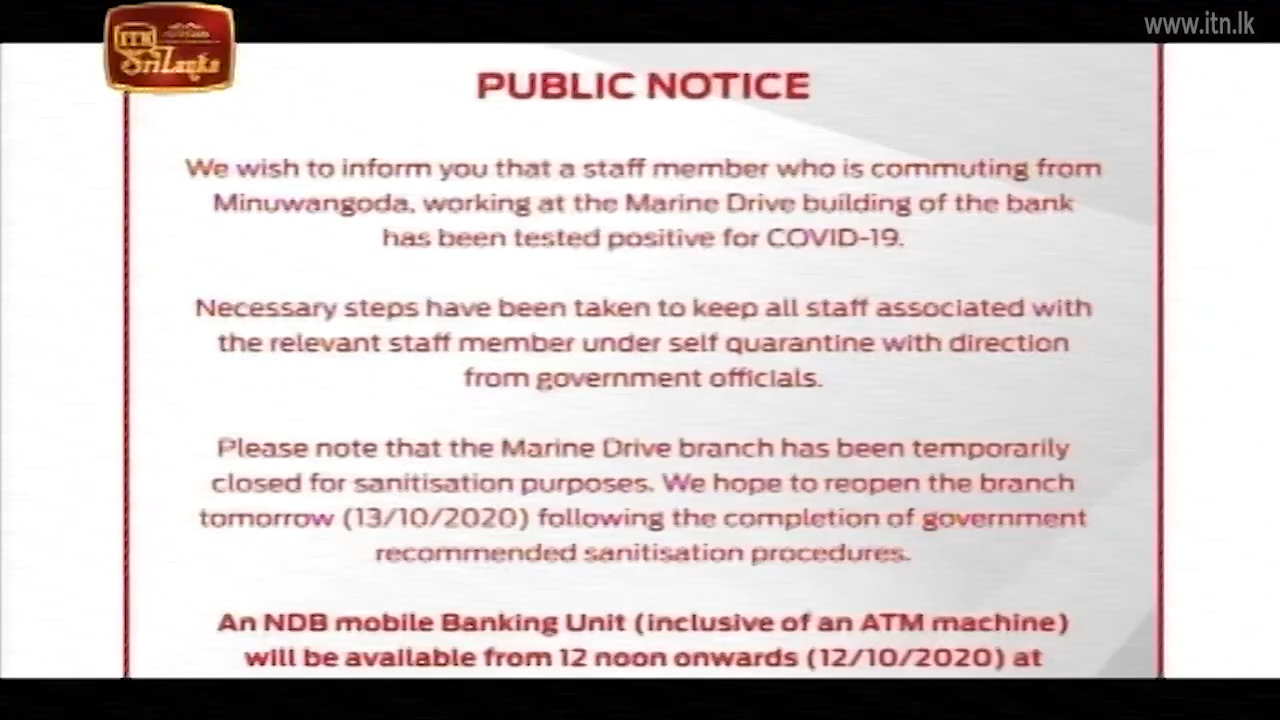 www.itn.lk
ITN
Sri Lanka
PUBLIC NOTICE
We wish to inform you that a staff member who is commuting from
Minuwangoda, working at the Marine Drive building of the bank
has been tested positive for COVID-19.
Necessary steps have been taken to keep all staff associated with
the relevant staff member under self quarantine with direction
from government officials.
Please note that the Marine Drive branch has been temporarily
closed for sanitisation purposes. We hope to reopen the branch
tomorrow (13/10/2020) following the completion of government
recommended sanitisation procedures.
An NDB mobile Banking Unit (inclusive of an ATM machine)
will be available from 12 noon onwards (12/10/2020) at